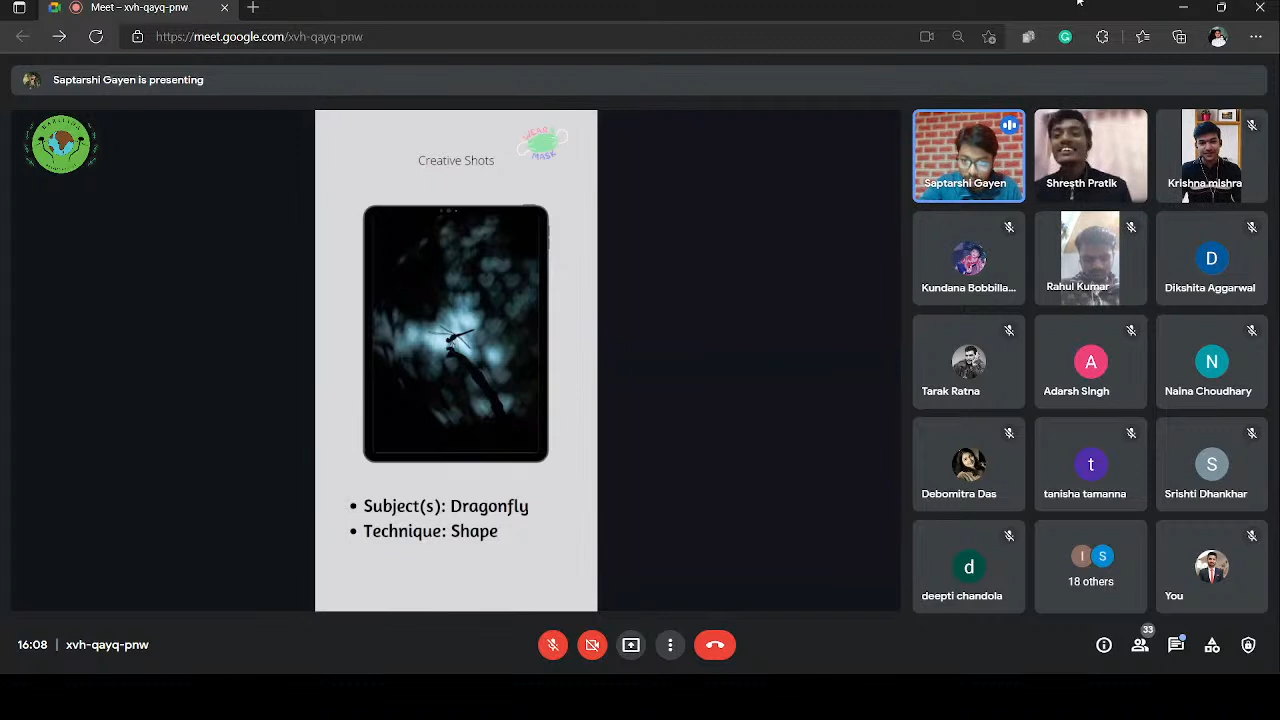 Meet – xvh-qayq-pnw
https://meet.google.com/xvh-qayq-pnw
Saptarshi Gayen is presenting
Creative Shots
WEAR A
MASK
Subject(s): Dragonfly
Technique: Shape
Saptarshi Gayen
Shresth Pratik
Krishna mishra
Kundana Bobbilla...
Rahul Kumar
D
Dikshita Aggarwal
Tarak Ratna
A
Adarsh Singh
N
Naina Choudhary
Debomitra Das
t
tanisha tamanna
S
Srishti Dhankhar
d
deepti chandola
I S
18 others
You
16:08 | xvh-qayq-pnw
33